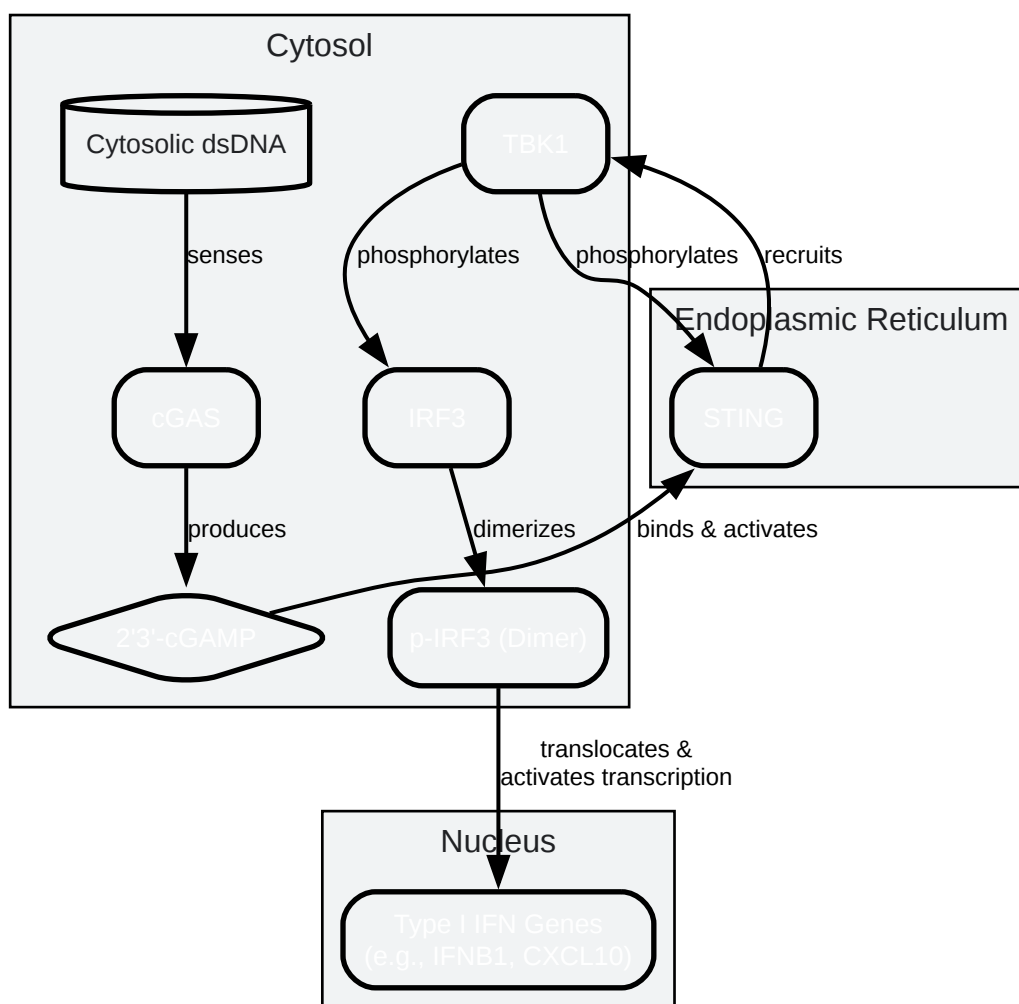 Cytosol
Cytosolic dsDNA
TBK1
senses
phosphorylates
phosphorylates
recruits
Endoplasmic Reticulum
cGAS
IRF3
STING
produces
dimerizes
binds & activates
2'3'-cGAMP
p-IRF3 (Dimer)
translocates &
activates transcription
Nucleus
Type I IFN Genes
(e.g., IFNB1, CXCL10)